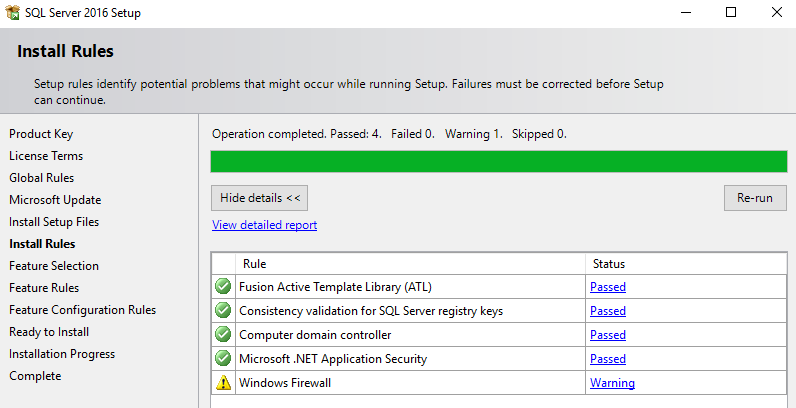 SQL Server 2016 Setup
Install Rules
Setup rules identify potential problems that might occur while running Setup. Failures must be corrected before Setup
can continue.
Product Key
License Terms
Global Rules
Microsoft Update
Install Setup Files
Install Rules
Feature Selection
Feature Rules
Feature Configuration Rules
Ready to Install
Installation Progress
Complete
Operation completed. Passed: 4. Failed 0. Warning 1. Skipped 0.
Hide details << Re-run
View detailed report
Rule Status
Fusion Active Template Library (ATL) Passed
Consistency validation for SQL Server registry keys Passed
Computer domain controller Passed
Microsoft .NET Application Security Passed
Windows Firewall Warning